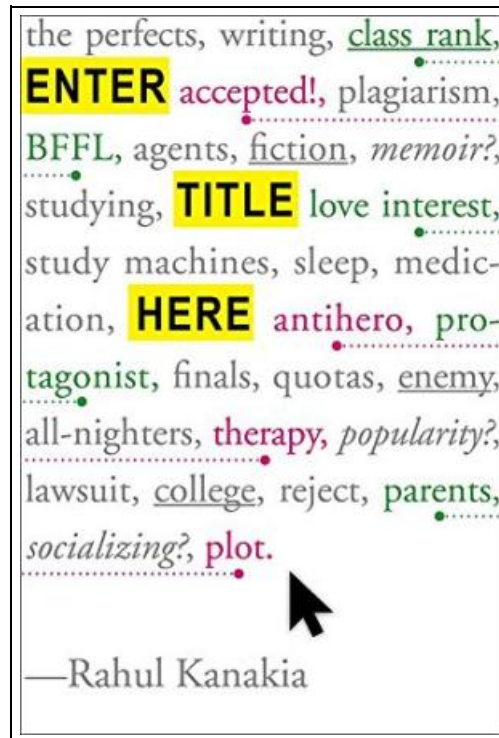 the perfects, writing, class rank,
ENTER accepted!, plagiarism,
BFFL, agents, fiction, memoir?,
studying, TITLE love interest,
study machines, sleep, medic-
ation, HERE antihero, pro-
tagonist, finals, quotas, enemy,
all-nighters, therapy, popularity?,
lawsuit, college, reject, parents,
socializing?, plot.
—Rahul Kanakia